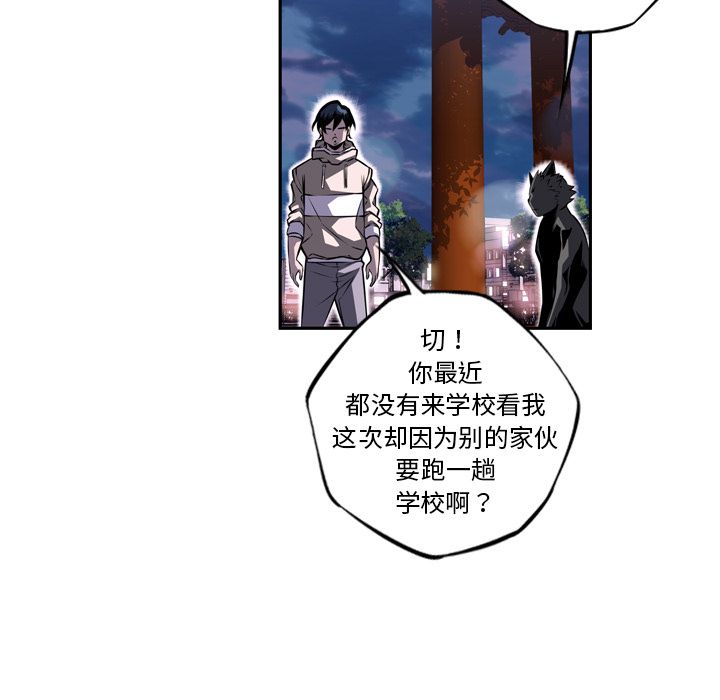 切！
你最近
都没有来学校看我
这次却因为别的家伙
要跑一趟
学校啊？